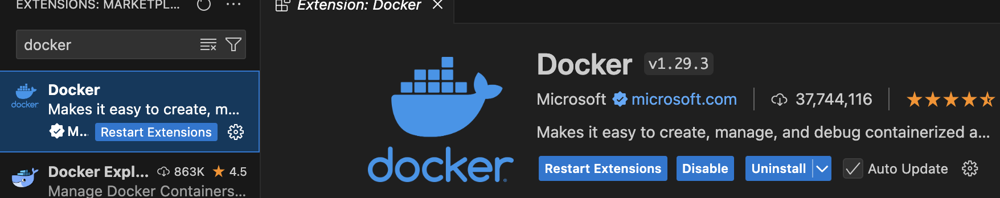 EXTENSIONS: MARKETPL...
docker
Docker
Makes it easy to create, m...
M... Restart Extensions
docker
Docker Expl... 863K 4.5
Manage Docker Containers...
Extension: Docker
docker
Docker v1.29.3
Microsoft microsoft.com 37,744,116
Makes it easy to create, manage, and debug containerized a...
Restart Extensions Disable Uninstall Auto Update